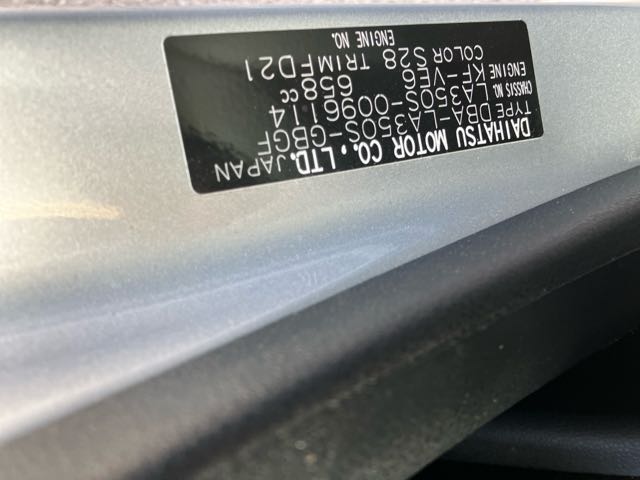 DAIHATSU MOTOR CO., LTD. JAPAN
TYPE DBA-LA350S-GBGF
CHASSIS NO. LA350S-0096114
ENGINE KF-VE6 658cc
COLOR S28 TRIM FD21
ENGINE NO.